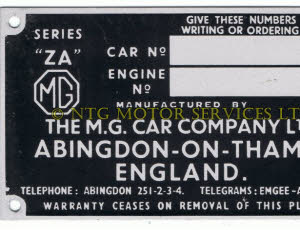 GIVE THESE NUMBERS
WRITING OR ORDERING
SERIES
"ZA"
MG
CAR Nº
ENGINE
Nº
© NTG MOTOR SERVICES LTD
MANUFACTURED BY
THE M.G. CAR COMPANY L
ABINGDON-ON-THAM
ENGLAND.
TELEPHONE: ABINGDON 251-2-3-4. TELEGRAMS: EMGEE-A
WARRANTY CEASES ON REMOVAL OF THIS PL